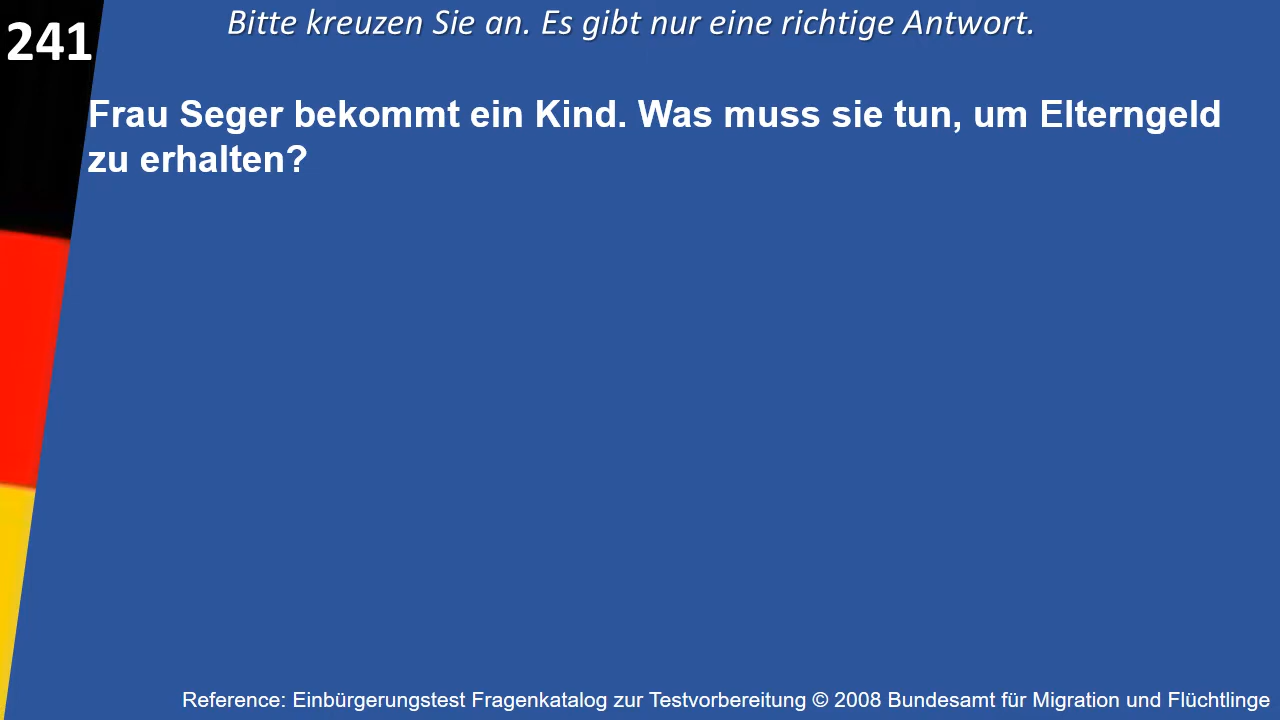 241
Bitte kreuzen Sie an. Es gibt nur eine richtige Antwort.
Frau Seger bekommt ein Kind. Was muss sie tun, um Elterngeld
zu erhalten?
Reference: Einbürgerungstest Fragenkatalog zur Testvorbereitung © 2008 Bundesamt für Migration und Flüchtlinge